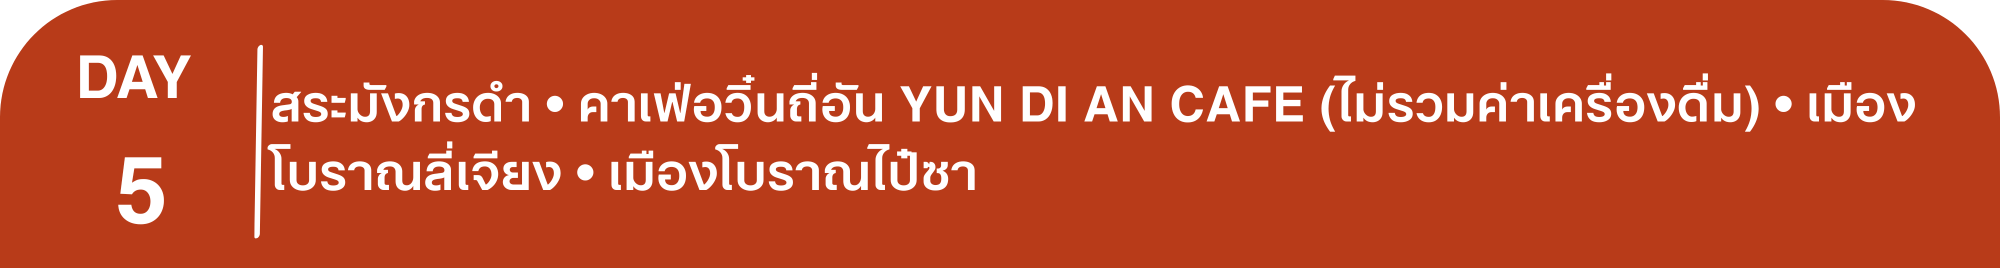 DAY
5
สระมังกรดำ • คาเฟ่อวิ๋นถี่อัน YUN DI AN CAFE (ไม่รวมค่าเครื่องดื่ม) • เมือง
โบราณลี่เจียง • เมืองโบราณไป๋ซา